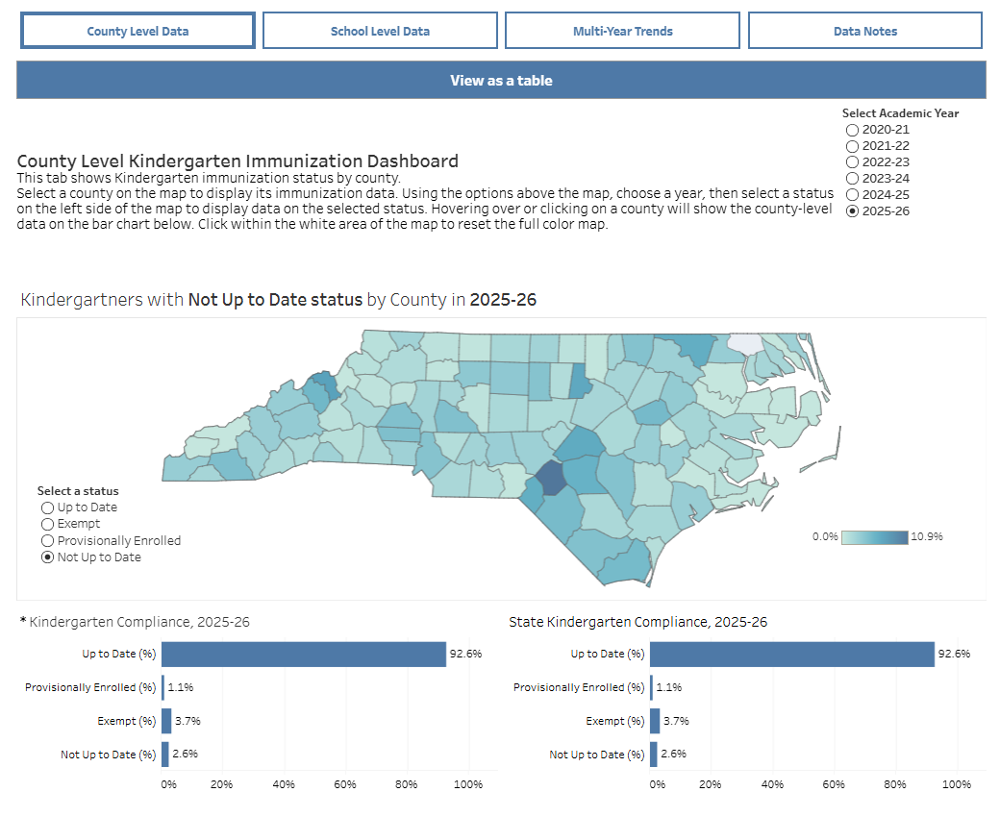 County Level Data
School Level Data
Multi-Year Trends
Data Notes
View as a table
Select Academic Year
2020-21
2021-22
2022-23
2023-24
2024-25
2025-26
County Level Kindergarten Immunization Dashboard
This tab shows Kindergarten immunization status by county.
Select a county on the map to display its immunization data. Using the options above the map, choose a year, then select a status
on the left side of the map to display data on the selected status. Hovering over or clicking on a county will show the county-level
data on the bar chart below. Click within the white area of the map to reset the full color map.
Kindergartners with Not Up to Date status by County in 2025-26
Select a status
Up to Date
Exempt
Provisionally Enrolled
Not Up to Date
0.0%
10.9%
* Kindergarten Compliance, 2025-26
Up to Date (%)
92.6%
Provisionally Enrolled (%)
1.1%
Exempt (%)
3.7%
Not Up to Date (%)
2.6%
0%
20%
40%
60%
80%
100%
State Kindergarten Compliance, 2025-26
Up to Date (%)
92.6%
Provisionally Enrolled (%)
1.1%
Exempt (%)
3.7%
Not Up to Date (%)
2.6%
0%
20%
40%
60%
80%
100%